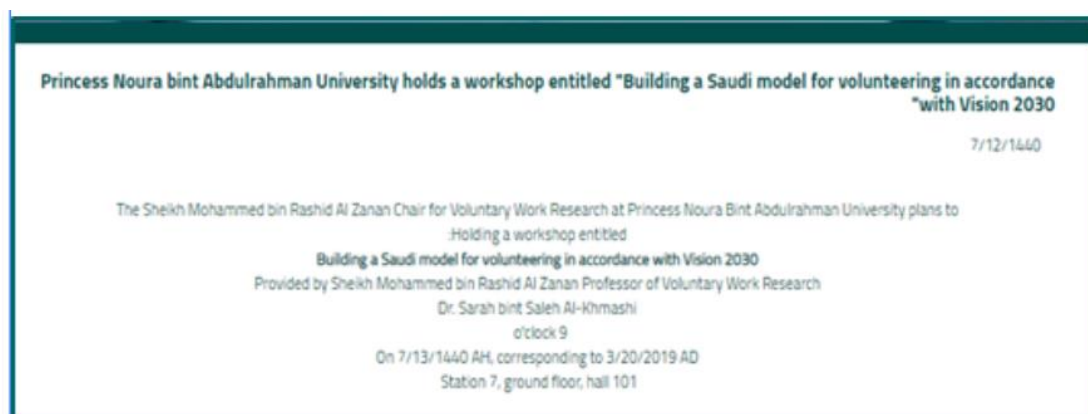 Princess Noura bint Abdulrahman University holds a workshop entitled "Building a Saudi model for volunteering in accordance
"with Vision 2030
7/12/1440
The Sheikh Mohammed bin Rashid Al Zanan Chair for Voluntary Work Research at Princess Noura Bint Abdulrahman University plans to
:Holding a workshop entitled
Building a Saudi model for volunteering in accordance with Vision 2030
Provided by Sheikh Mohammed bin Rashid Al Zanan Professor of Voluntary Work Research
Dr. Sarah bint Saleh Al-Khmashi
o'clock 9
On 7/13/1440 AH, corresponding to 3/20/2019 AD
Station 7, ground floor, hall 101